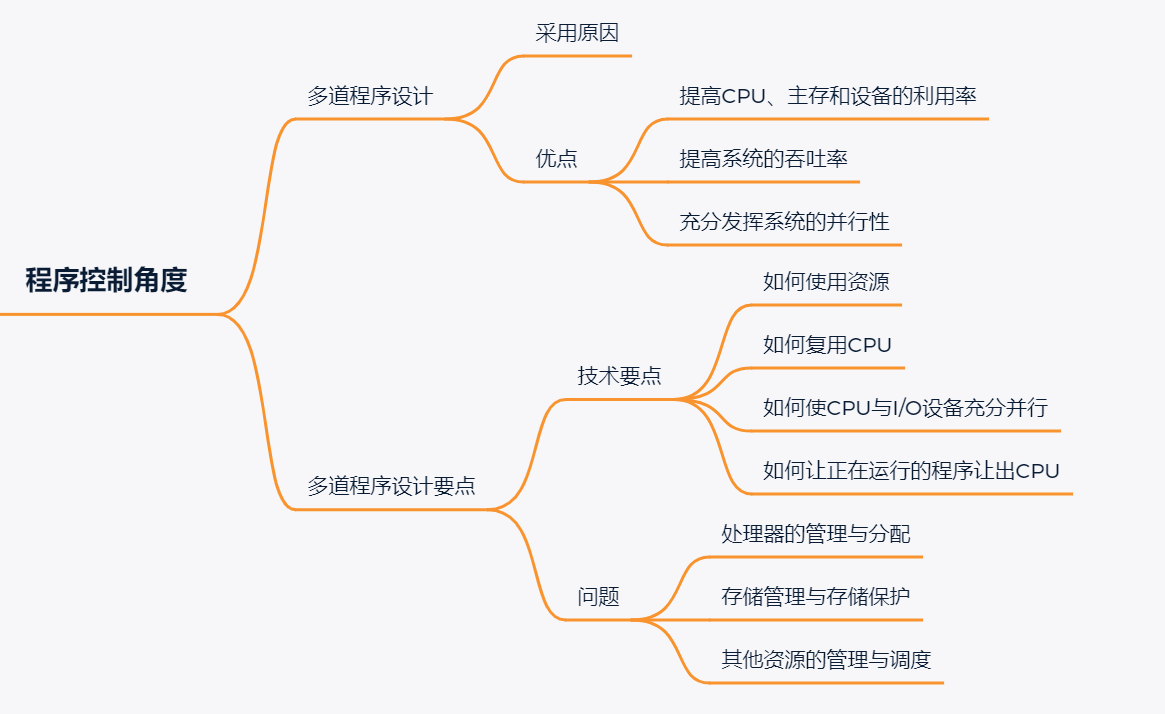 程序控制角度
多道程序设计
采用原因
优点
提高CPU、主存和设备的利用率
提高系统的吞吐率
充分发挥系统的并行性
多道程序设计要点
技术要点
如何使用资源
如何复用CPU
如何使CPU与I/O设备充分并行
如何让正在运行的程序让出CPU
问题
处理器的管理与分配
存储管理与存储保护
其他资源的管理与调度